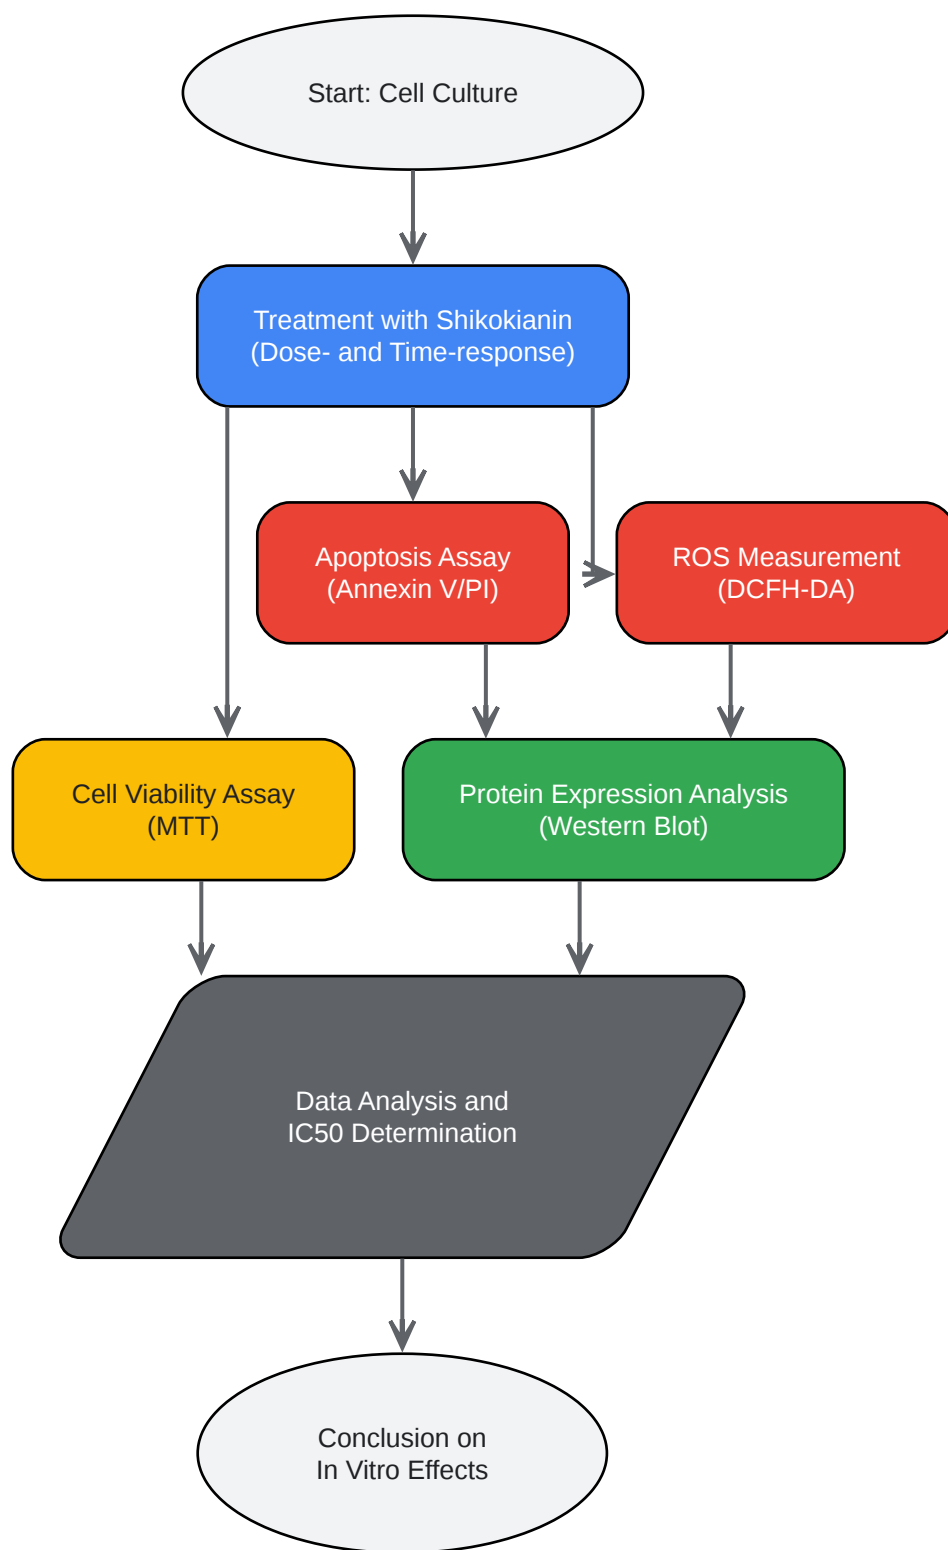 Start: Cell Culture
Treatment with Shikokianin
(Dose- and Time-response)
Apoptosis Assay
(Annexin V/PI)
ROS Measurement
(DCFH-DA)
Cell Viability Assay
(MTT)
Protein Expression Analysis
(Western Blot)
Data Analysis and
IC50 Determination
Conclusion on
In Vitro Effects